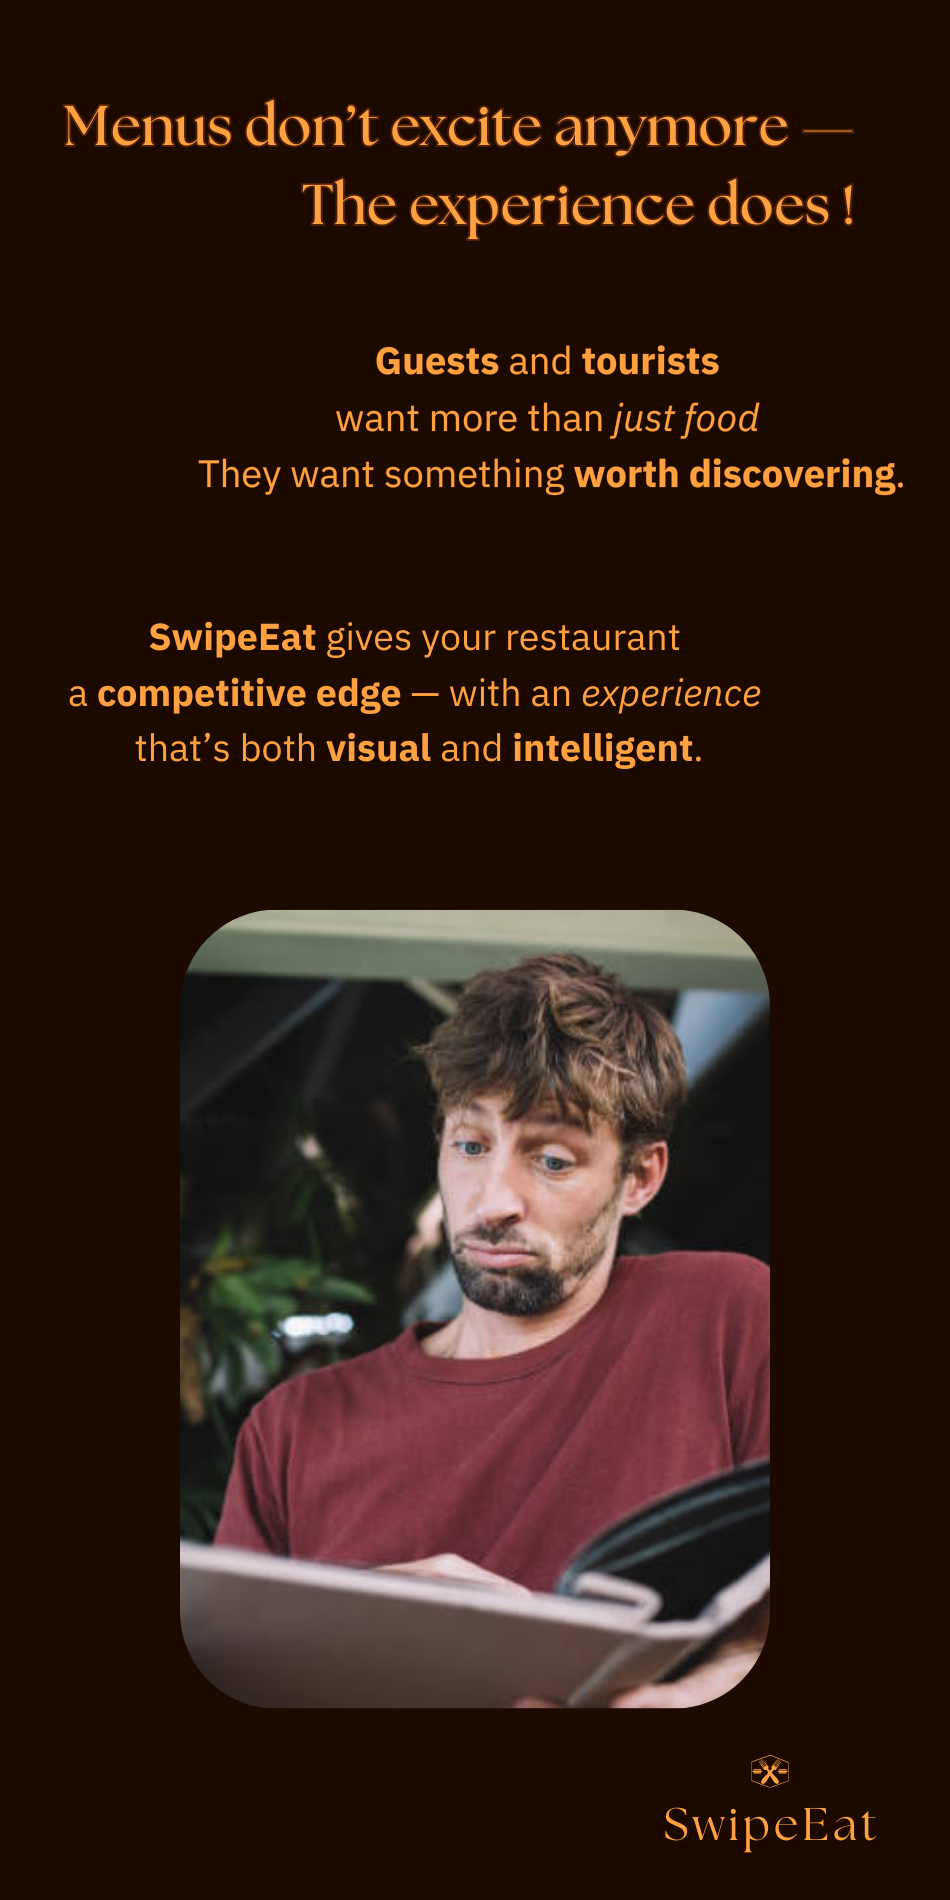 Menus don’t excite anymore —
The experience does !
Guests and tourists
want more than just food
They want something worth discovering.
SwipeEat gives your restaurant
a competitive edge — with an experience
that’s both visual and intelligent.
SwipeEat